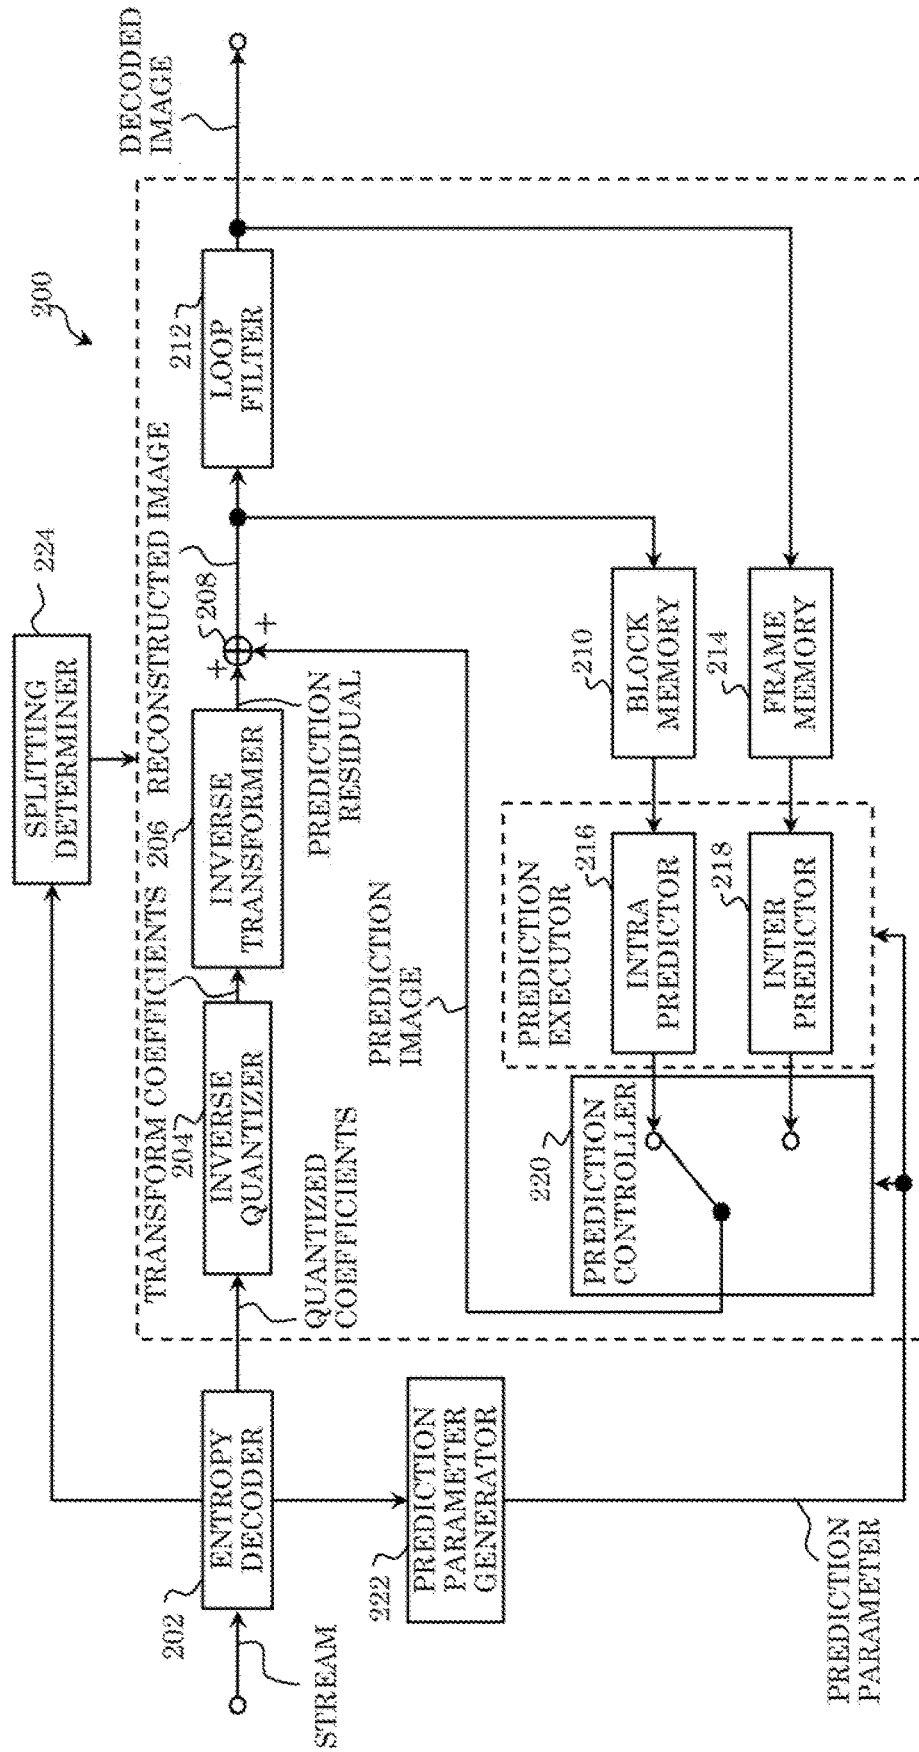 200
SPLITTING
DETERMINER
224
TRANSFORM COEFFICIENTS
206
RECONSTRUCTED IMAGE
DECODED
IMAGE
STREAM
202
ENTROPY
DECODER
QUANTIZED
COEFFICIENTS
204
INVERSE
QUANTIZER
INVERSE
TRANSFORMER
PREDICTION
RESIDUAL
+
+
208
212
LOOP
FILTER
222
PREDICTION
PARAMETER
GENERATOR
PREDICTION
IMAGE
PREDICTION
EXECUTOR
220
PREDICTION
CONTROLLER
216
INTRA
PREDICTOR
210
BLOCK
MEMORY
218
INTER
PREDICTOR
214
FRAME
MEMORY
PREDICTION
PARAMETER